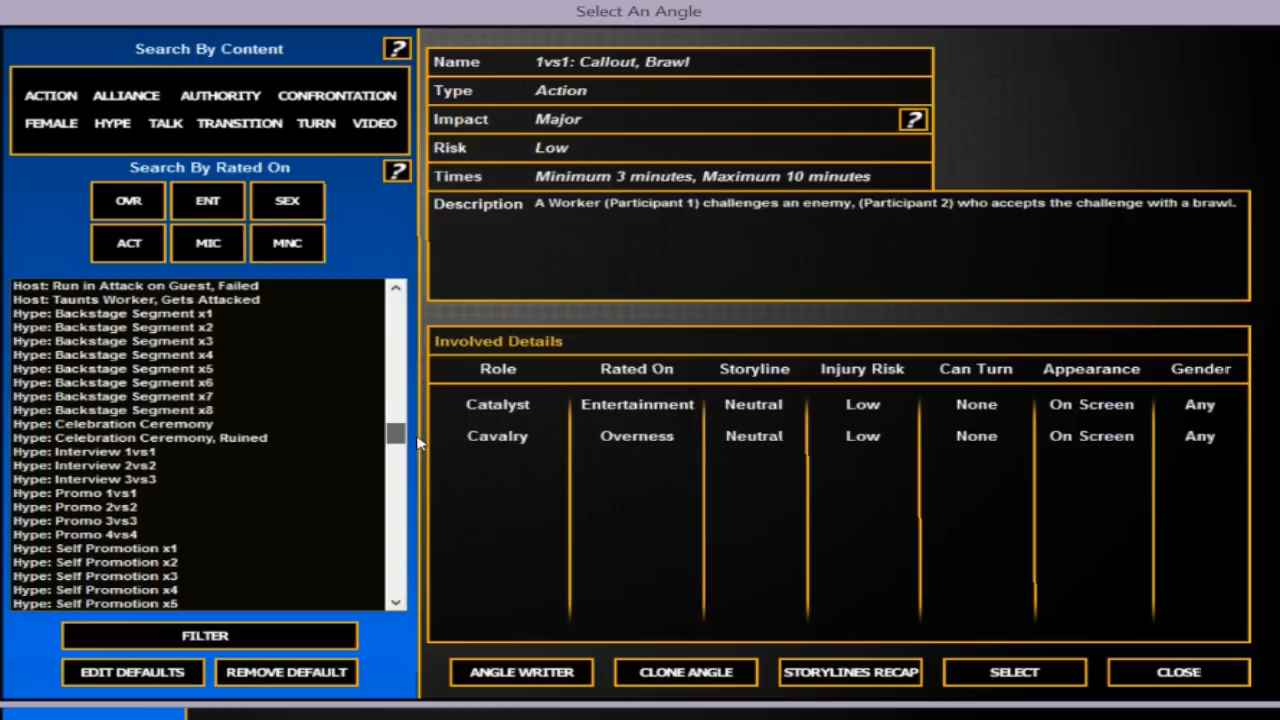 Select An Angle
Search By Content
?
ACTION ALLIANCE AUTHORITY CONFRONTATION
FEMALE HYPE TALK TRANSITION TURN VIDEO
Search By Rated On
?
OVR ENT SEX
ACT MIC MNC
Host: Run in Attack on Guest, Failed
Host: Taunts Worker, Gets Attacked
Hype: Backstage Segment x1
Hype: Backstage Segment x2
Hype: Backstage Segment x3
Hype: Backstage Segment x4
Hype: Backstage Segment x5
Hype: Backstage Segment x6
Hype: Backstage Segment x7
Hype: Backstage Segment x8
Hype: Celebration Ceremony
Hype: Celebration Ceremony, Ruined
Hype: Interview 1vs1
Hype: Interview 2vs2
Hype: Interview 3vs3
Hype: Promo 1vs1
Hype: Promo 2vs2
Hype: Promo 3vs3
Hype: Promo 4vs4
Hype: Self Promotion x1
Hype: Self Promotion x2
Hype: Self Promotion x3
Hype: Self Promotion x4
Hype: Self Promotion x5
FILTER
EDIT DEFAULTS REMOVE DEFAULT
Name 1vs1: Callout, Brawl
Type Action
Impact Major ?
Risk Low
Times Minimum 3 minutes, Maximum 10 minutes
Description A Worker (Participant 1) challenges an enemy, (Participant 2) who accepts the challenge with a brawl.
Involved Details
Role Rated On Storyline Injury Risk Can Turn Appearance Gender
Catalyst Entertainment Neutral Low None On Screen Any
Cavalry Overness Neutral Low None On Screen Any
ANGLE WRITER CLONE ANGLE STORYLINES RECAP SELECT CLOSE